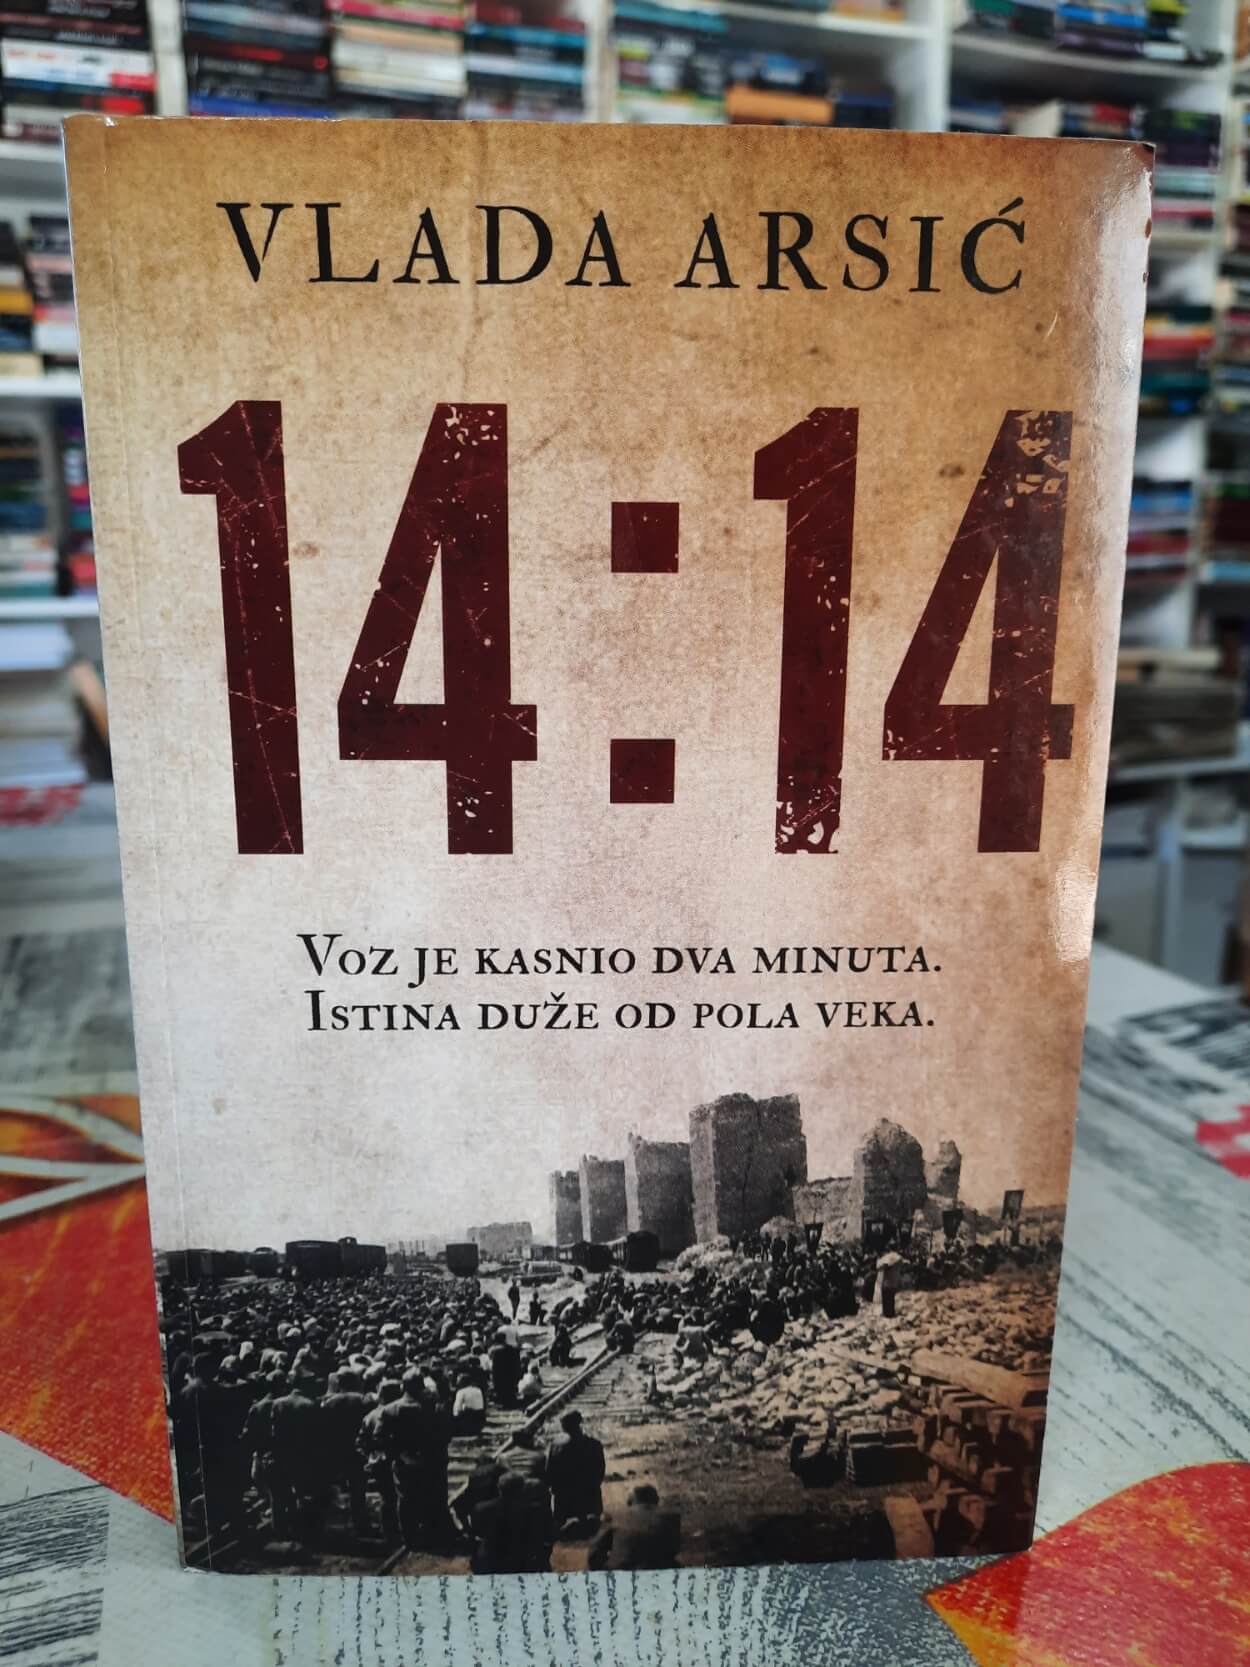 VLADA ARSIĆ
14:14
VOZ JE KASNIO DVA MINUTA.
ISTINA DUŽE OD POLA VEKA.